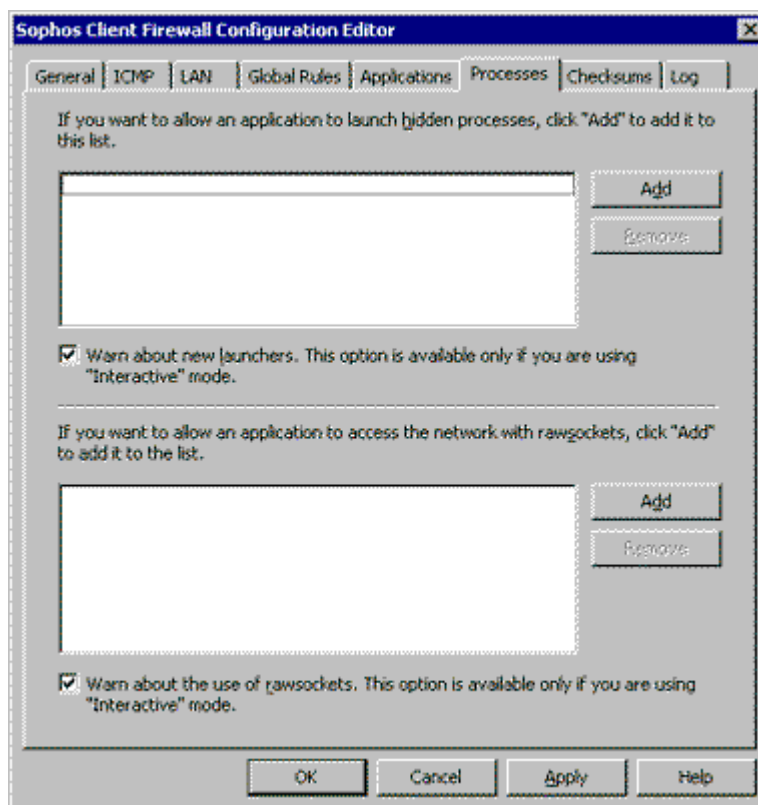 Sophos Client Firewall Configuration Editor
General ICMP LAN Global Rules Applications Processes Checksums Log
If you want to allow an application to launch hidden processes, click "Add" to add it to
this list.
Add
Remove
Warn about new launchers. This option is available only if you are using
"Interactive" mode.
If you want to allow an application to access the network with rawsockets, click "Add"
to add it to the list.
Add
Remove
Warn about the use of rawsockets. This option is available only if you are using
"Interactive" mode.
OK Cancel Apply Help